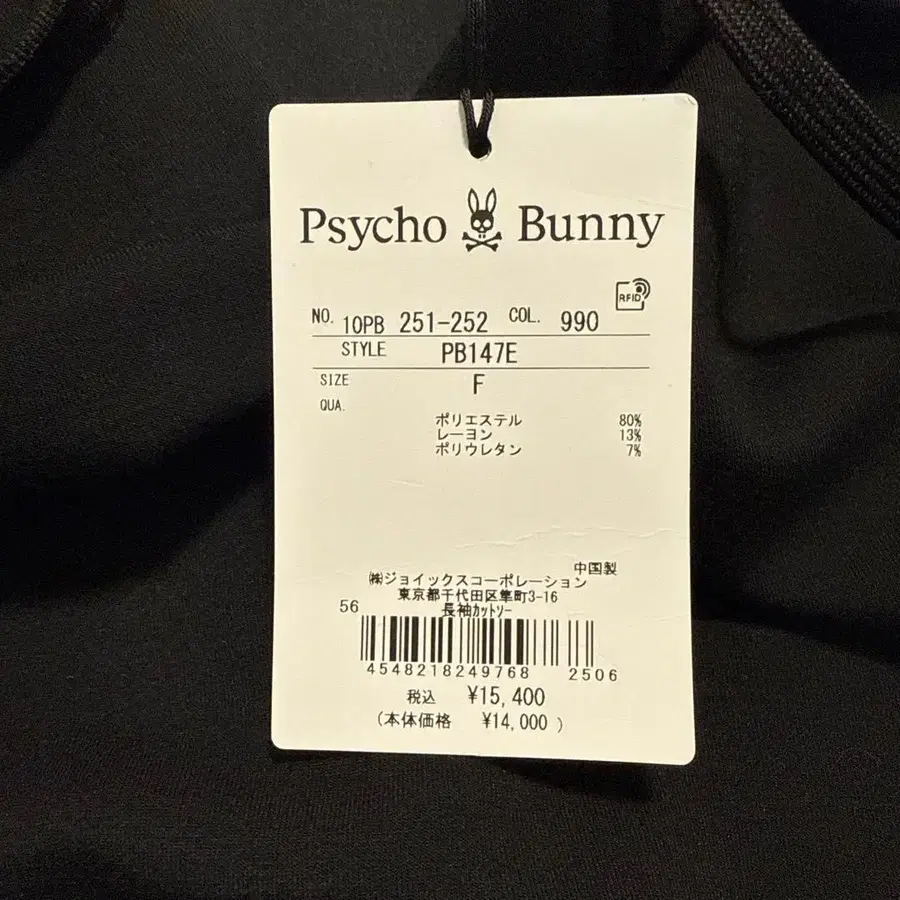 Psycho Bunny
RFID
NO. 10PB 251-252 COL. 990
STYLE PB147E
SIZE F
QUA.
ポリエステル 80%
レーヨン 13%
ポリウレタン 7%
中国製
㈱ジョイックスコーポレーション
東京都千代田区隼町3-16
56 長袖カットソー
4548218249768 2506
税込 ¥15,400
(本体価格 ¥14,000 )